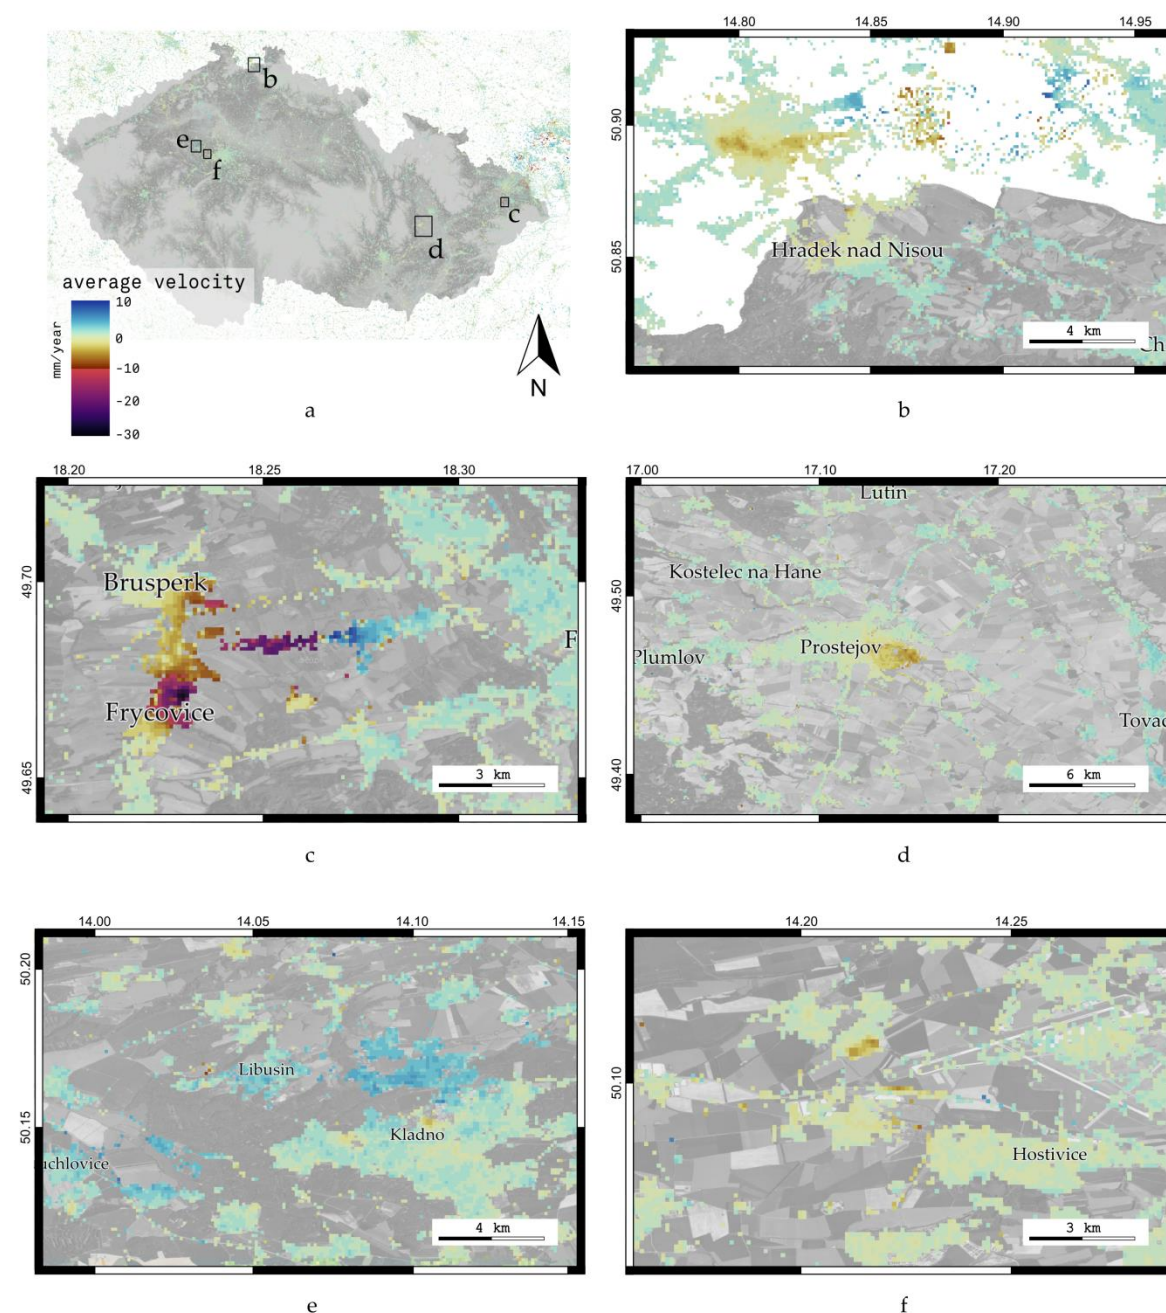 b
e
f
c
d
average velocity
mm/year
10
0
-10
-20
-30
N
a
14.80 14.85 14.90 14.95
50.90
50.85
Hradek nad Nisou
4 km
Ch
b
18.20 18.25 18.30
49.70
49.65
Brusperk
F
Frycovice
3 km
c
17.00 17.10 17.20
49.50
49.40
Lutin
Kostelec na Hane
Prostejov
Plumlov
Tovac
6 km
d
14.00 14.05 14.10 14.15
50.20
50.15
Libusin
Kladno
uchlovice
4 km
e
14.20 14.25
50.10
Hostivice
3 km
f